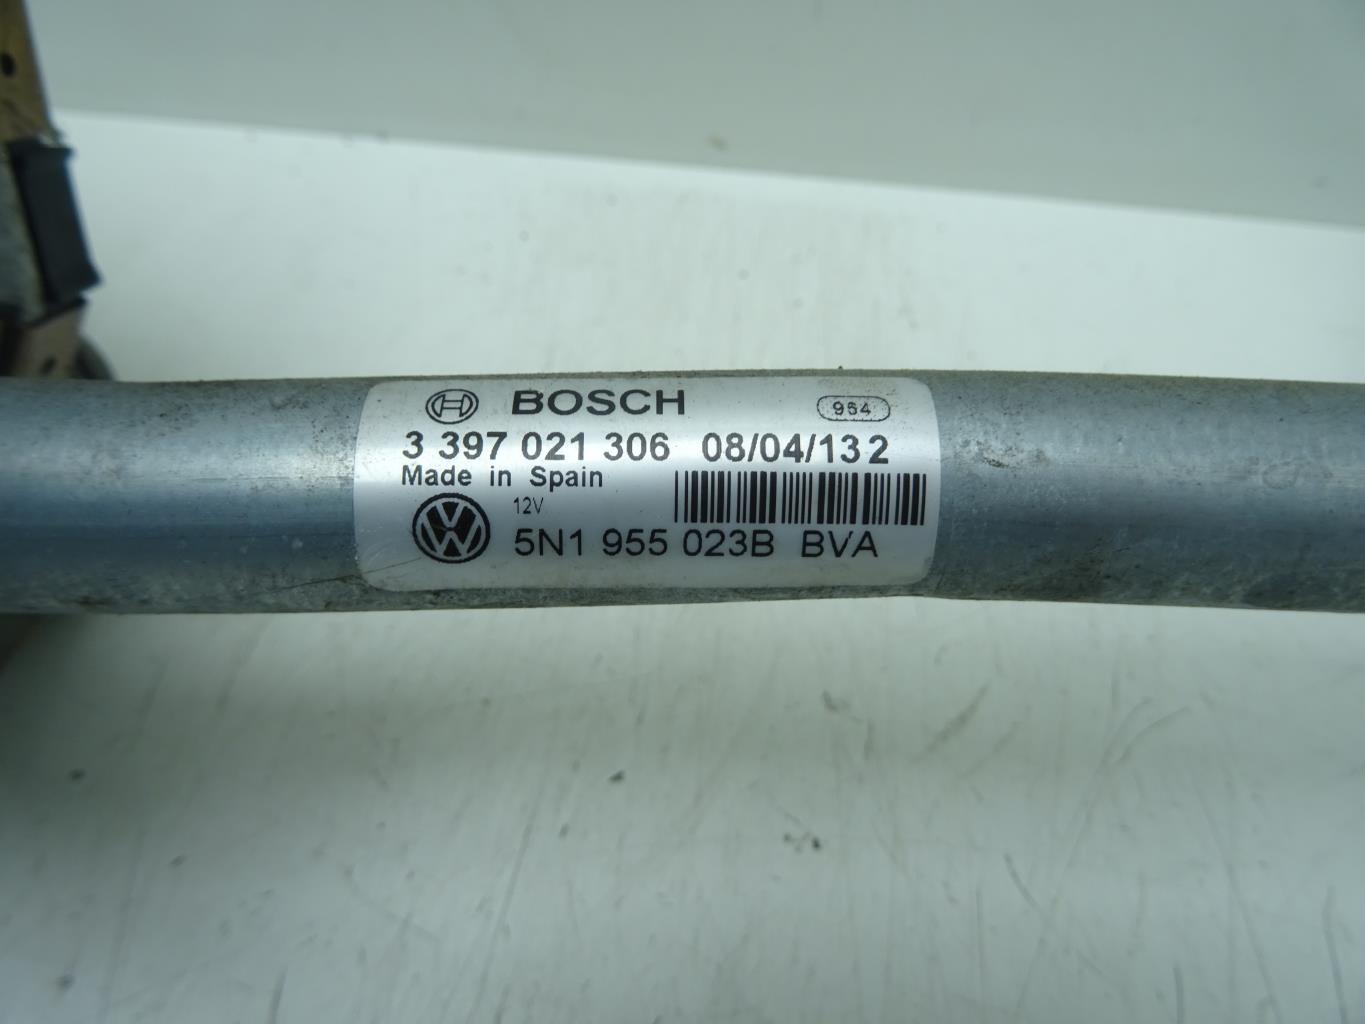 BOSCH 964
3 397 021 306 08/04/13 2
Made in Spain
12V
5N1 955 023B BVA